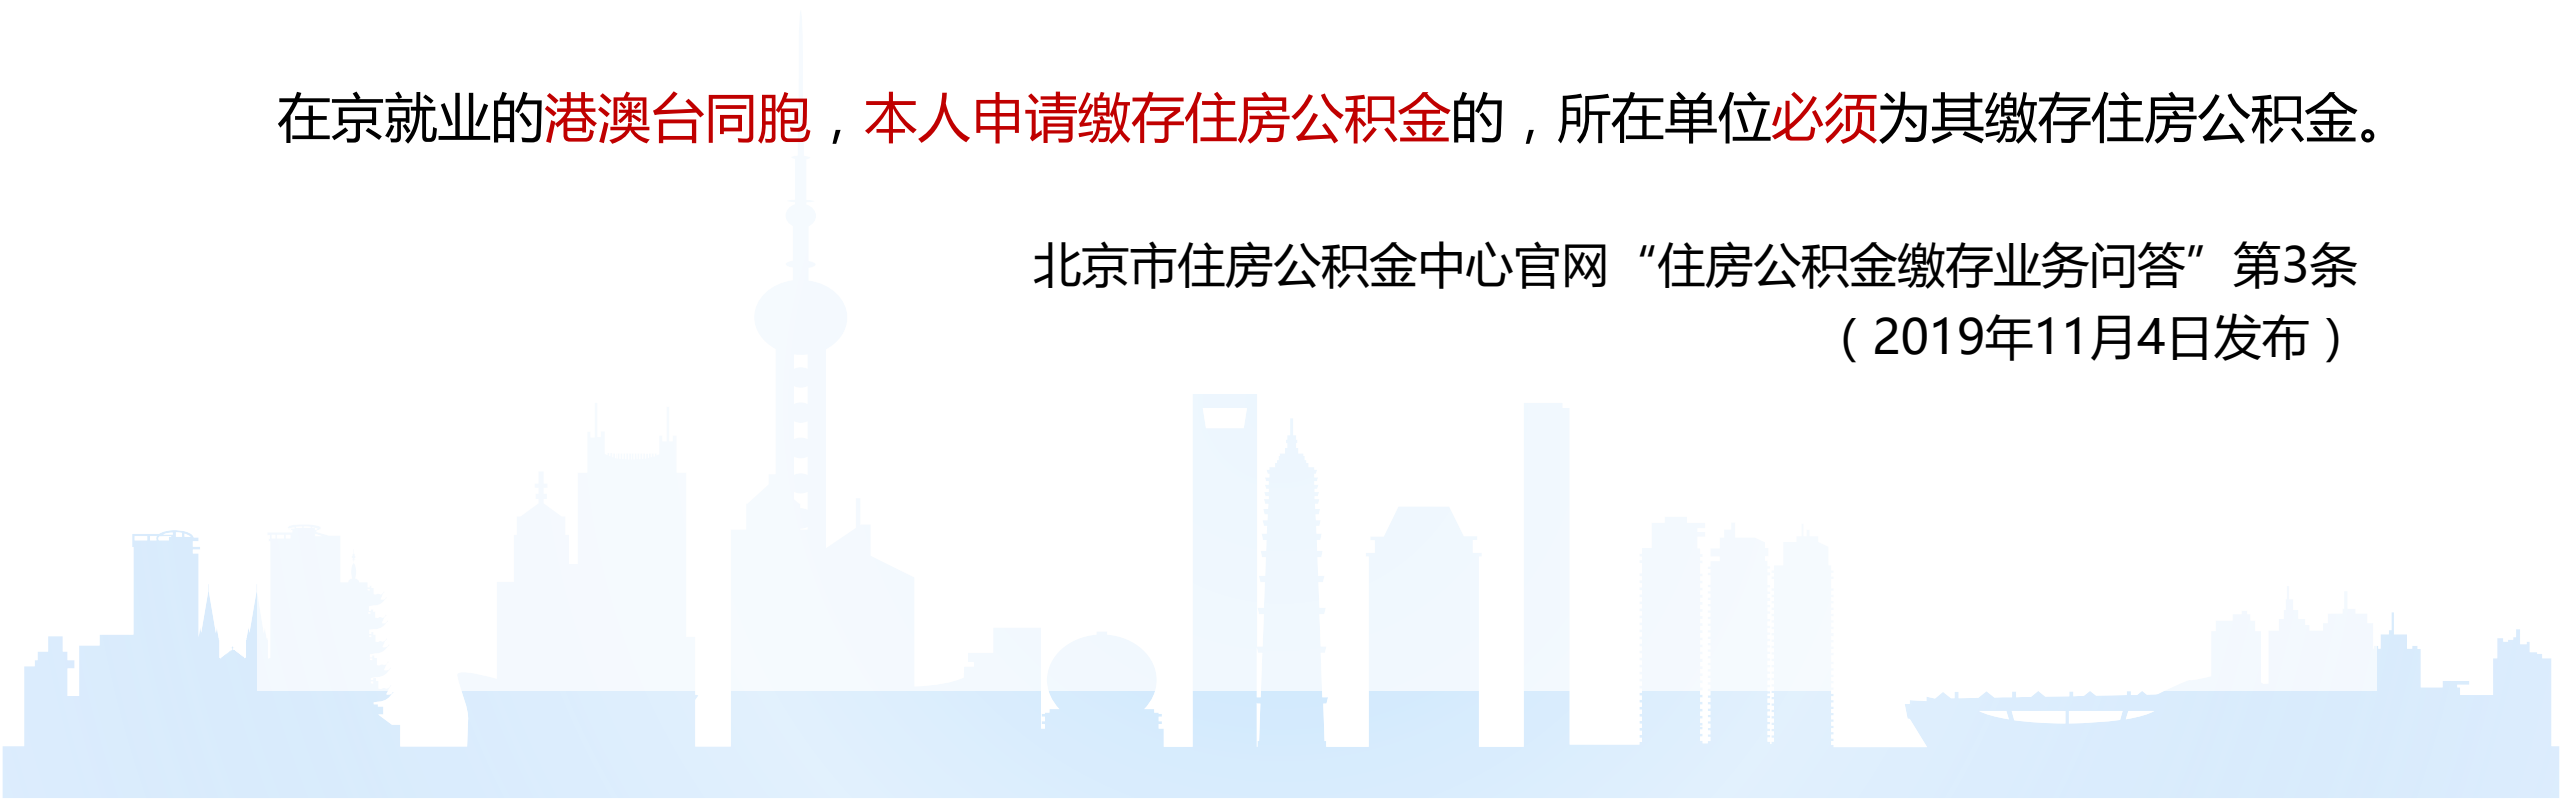 在京就业的港澳台同胞，本人申请缴存住房公积金的，所在单位必须为其缴存住房公积金。
北京市住房公积金中心官网“住房公积金缴存业务问答”第3条
（2019年11月4日发布）